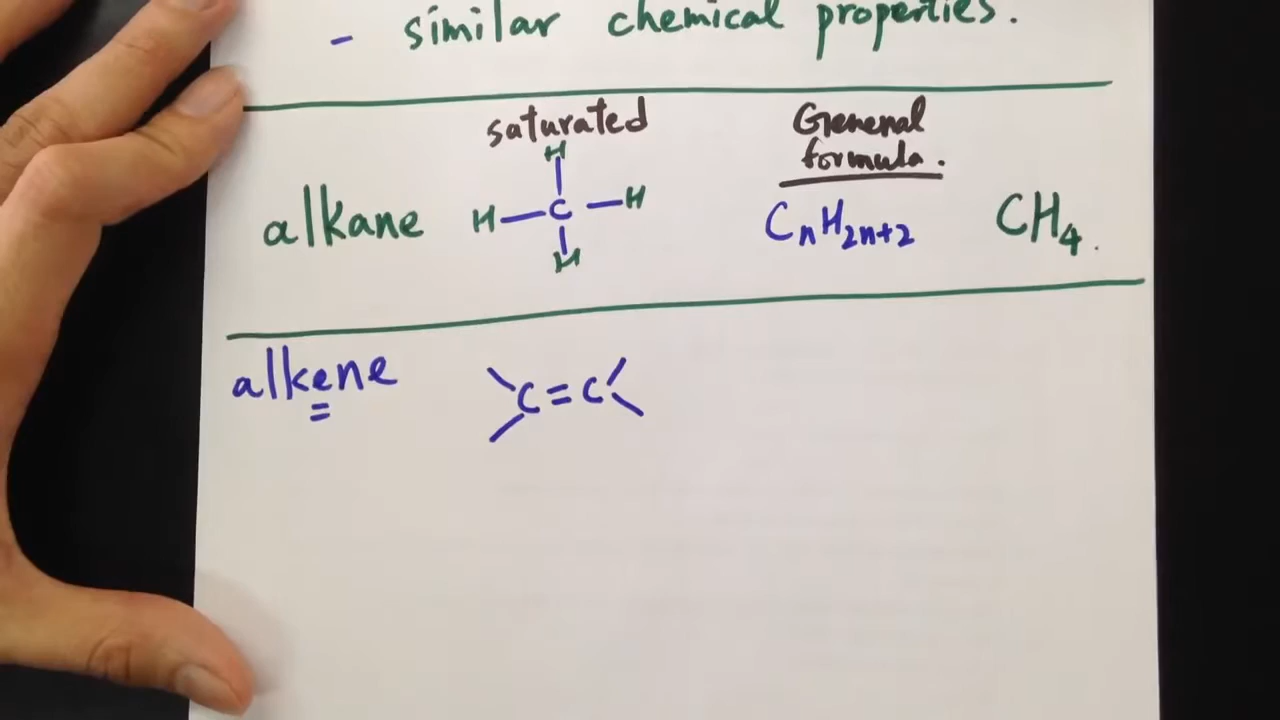 - similar chemical properties.
saturated
General
formula.
H
alkane H—C—H CnH2n+2 CH4.
H
alkene C=C